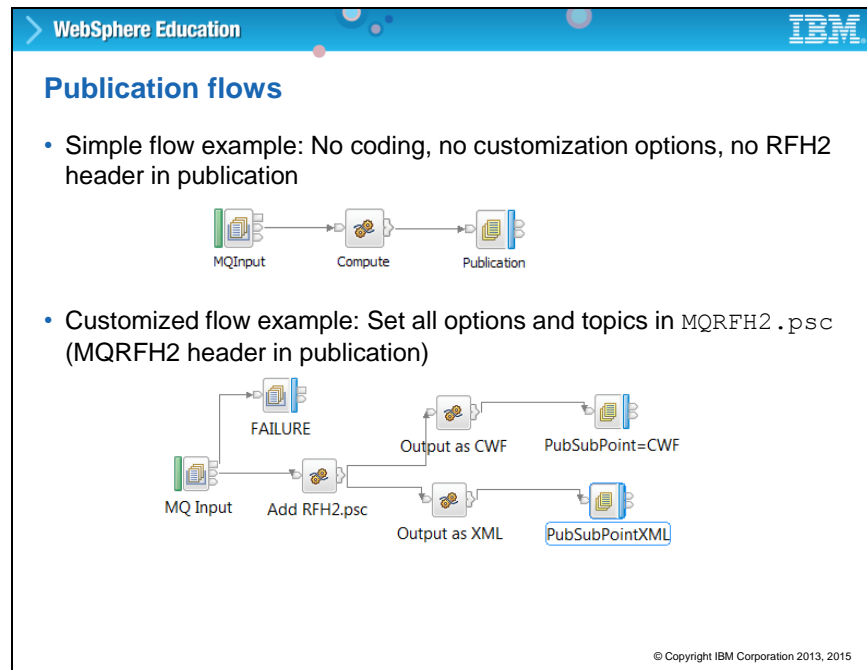 WebSphere Education
IBM
Publication flows
• Simple flow example: No coding, no customization options, no RFH2
header in publication
MQInput
Compute
Publication
• Customized flow example: Set all options and topics in MQRFH2.psc
(MQRFH2 header in publication)
FAILURE
Output as CWF
PubSubPoint=CWF
MQ Input
Add RFH2.psc
Output as XML
PubSubPointXML
© Copyright IBM Corporation 2013, 2015